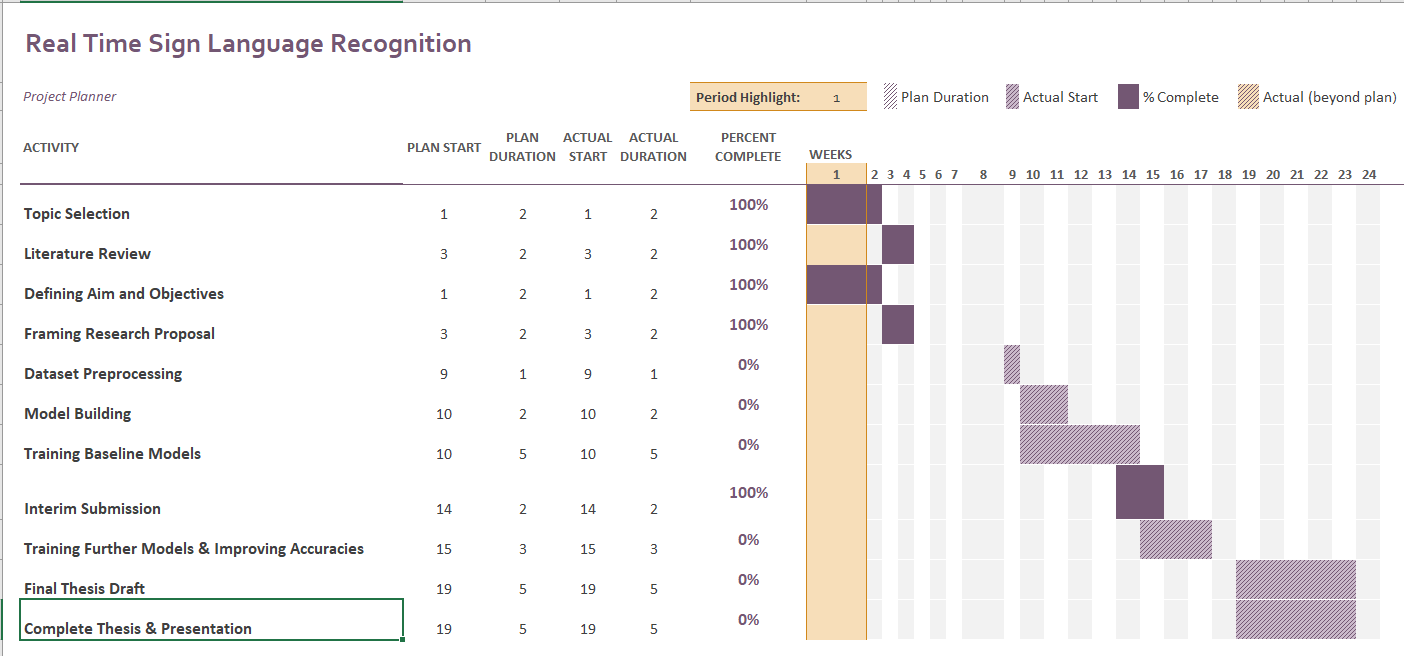 Real Time Sign Language Recognition
Project Planner
Period Highlight: 1
Plan Duration
Actual Start
% Complete
Actual (beyond plan)
ACTIVITY PLAN START PLAN DURATION ACTUAL START ACTUAL DURATION PERCENT COMPLETE WEEKS
1 2 3 4 5 6 7 8 9 10 11 12 13 14 15 16 17 18 19 20 21 22 23 24
Topic Selection 1 2 1 2 100%
Literature Review 3 2 3 2 100%
Defining Aim and Objectives 1 2 1 2 100%
Framing Research Proposal 3 2 3 2 100%
Dataset Preprocessing 9 1 9 1 0%
Model Building 10 2 10 2 0%
Training Baseline Models 10 5 10 5 0%
Interim Submission 14 2 14 2 100%
Training Further Models & Improving Accuracies 15 3 15 3 0%
Final Thesis Draft 19 5 19 5 0%
Complete Thesis & Presentation 19 5 19 5 0%